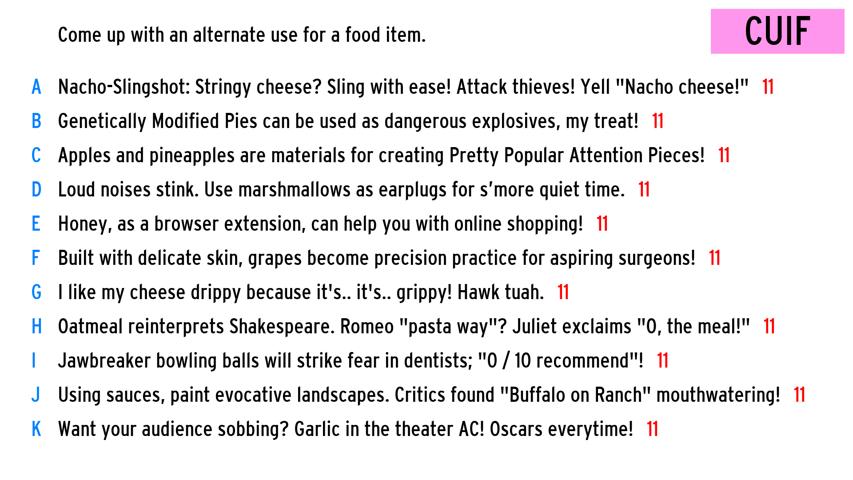 Come up with an alternate use for a food item.
CUIF
A Nacho-Slingshot: Stringy cheese? Sling with ease! Attack thieves! Yell "Nacho cheese!" 11
B Genetically Modified Pies can be used as dangerous explosives, my treat! 11
C Apples and pineapples are materials for creating Pretty Popular Attention Pieces! 11
D Loud noises stink. Use marshmallows as earplugs for s'more quiet time. 11
E Honey, as a browser extension, can help you with online shopping! 11
F Built with delicate skin, grapes become precision practice for aspiring surgeons! 11
G I like my cheese drippy because it's.. it's.. grippy! Hawk tuah. 11
H Oatmeal reinterprets Shakespeare. Romeo "pasta way"? Juliet exclaims "O, the meal!" 11
I Jawbreaker bowling balls will strike fear in dentists; "0 / 10 recommend"! 11
J Using sauces, paint evocative landscapes. Critics found "Buffalo on Ranch" mouthwatering! 11
K Want your audience sobbing? Garlic in the theater AC! Oscars everytime! 11